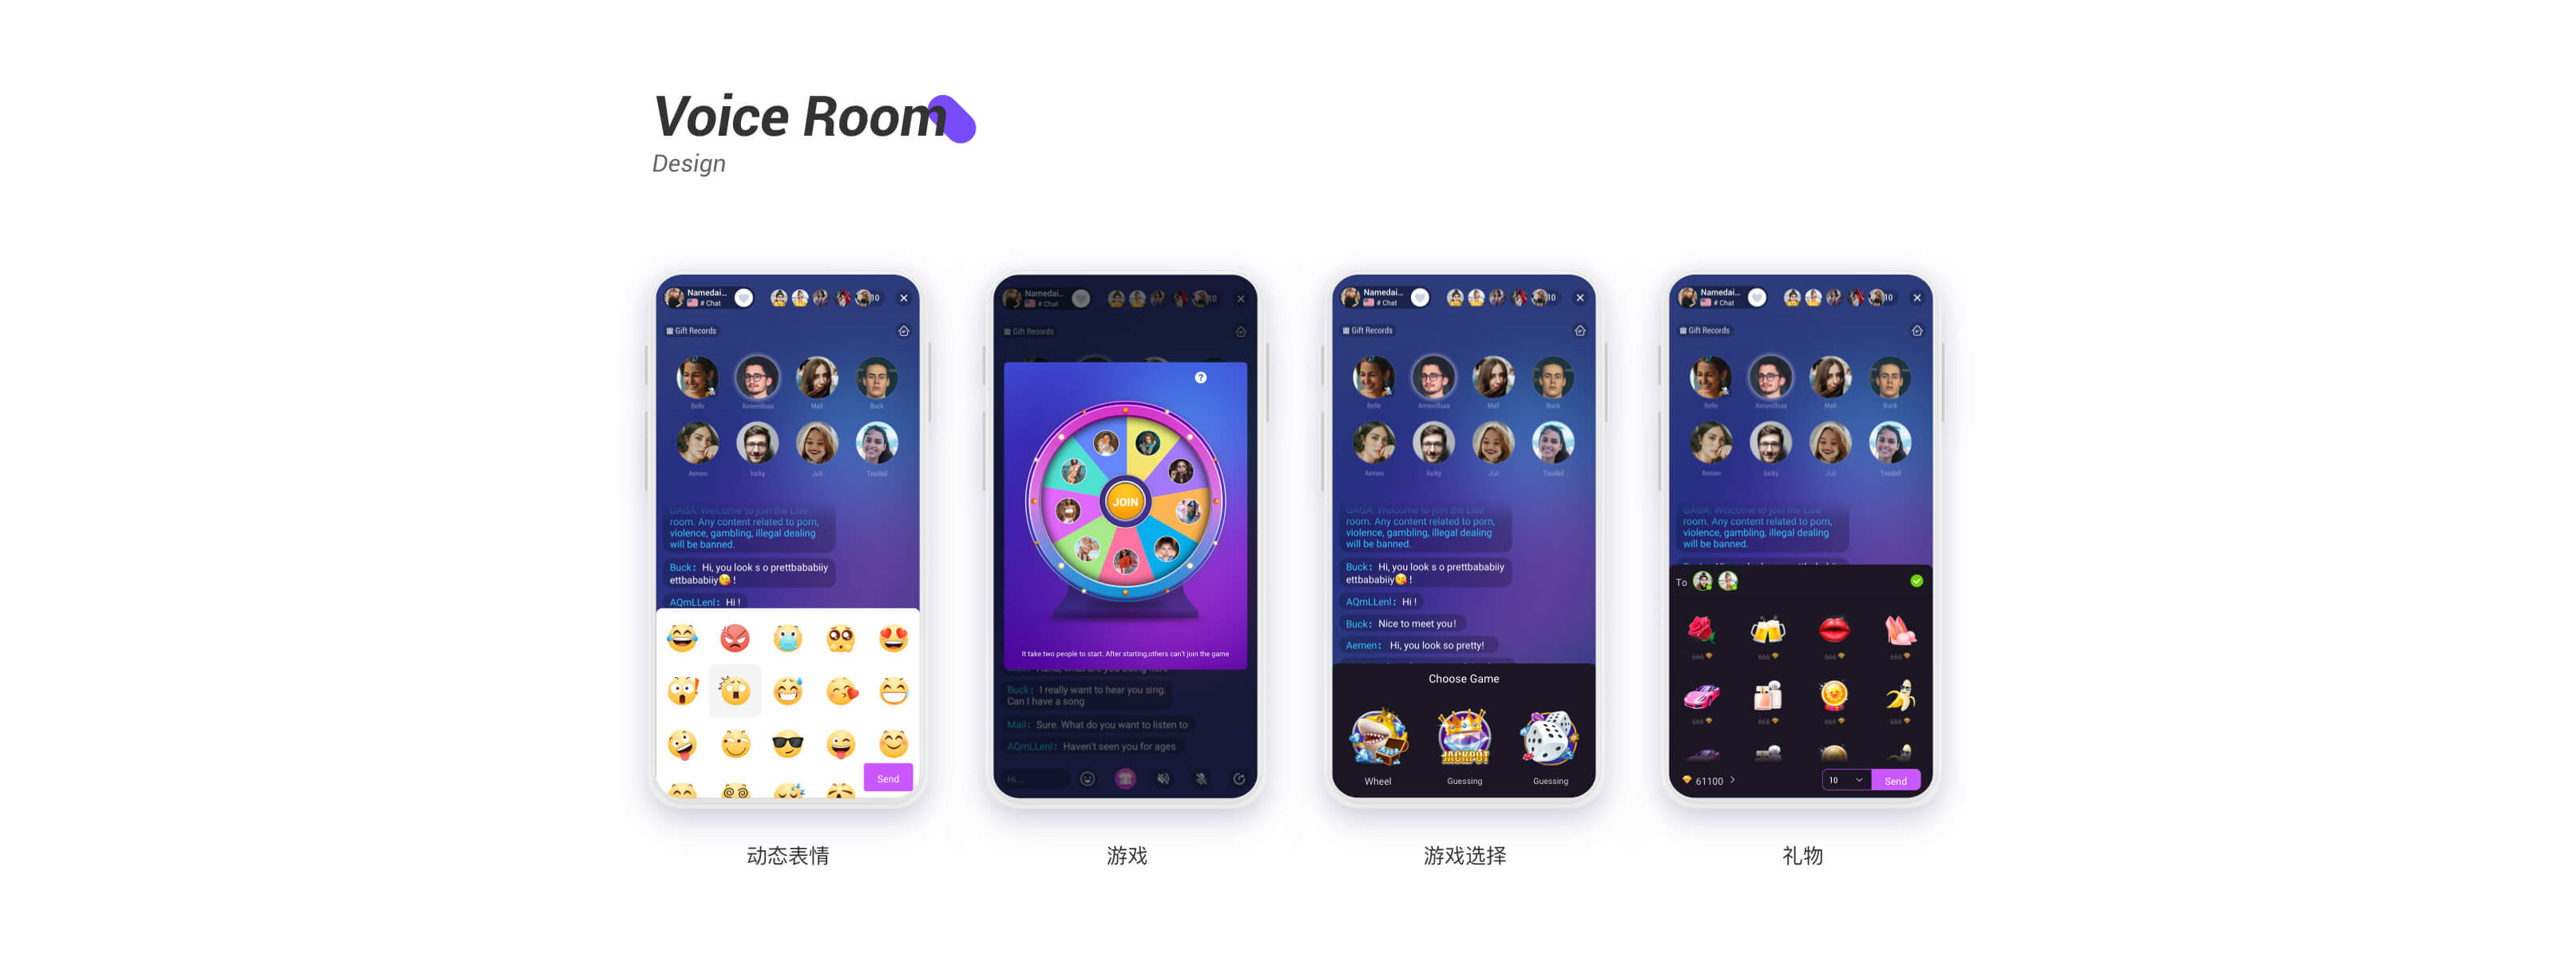 Voice Room
Design
Namedai...
# Chat
10
Gift Records
Belle
Aimeeilisaa
Mail
Buck
Aemen
lucky
Juli
Toudail
GAGA: Welcome to join the Live
room. Any content related to porn,
violence, gambling, illegal dealing
will be banned.
Buck: Hi, you look s o prettbababiiy
ettbababiiy😘 !
AQmLLenl: Hi !
Send
动态表情
Namedai...
# Chat
10
Gift Records
?
JOIN
It take two people to start. After starting,others can't join the game
Buck: I really want to hear you sing.
Can I have a song
Mail: Sure. What do you want to listen to
AQmLLenl: Haven't seen you for ages
Hi...
游戏
Namedai...
# Chat
10
Gift Records
Belle
Aimeeilisaa
Mail
Buck
Aemen
lucky
Juli
Toudail
GAGA: Welcome to join the Live
room. Any content related to porn,
violence, gambling, illegal dealing
will be banned.
Buck: Hi, you look s o prettbababiiy
ettbababiiy😘 !
AQmLLenl: Hi !
Buck: Nice to meet you!
Aemen: Hi, you look so pretty!
Choose Game
JACKPOT
Wheel
Guessing
Guessing
游戏选择
Namedai...
# Chat
10
Gift Records
Belle
Aimeeilisaa
Mail
Buck
Aemen
lucky
Juli
Toudail
GAGA: Welcome to join the Live
room. Any content related to porn,
violence, gambling, illegal dealing
will be banned.
To
666
666
666
666
666
666
666
666
61100
10
Send
礼物